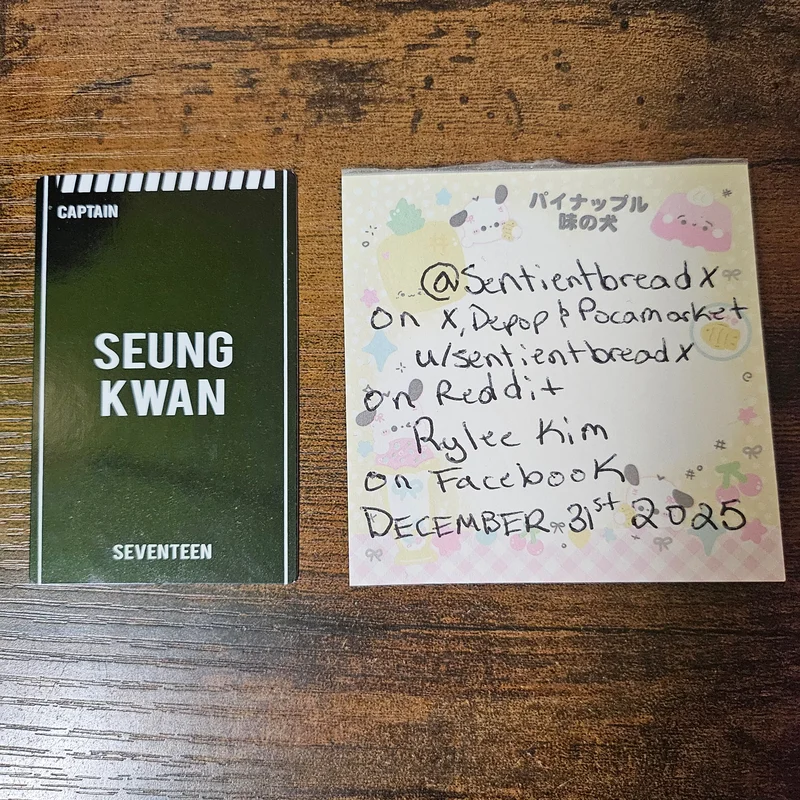 CAPTAIN
SEUNG
KWAN
SEVENTEEN
パイナップル
味の犬
@Sentientbreadx
on X, Depop & Pocamarket
u/sentientbreadx
on Reddit
Rylee Kim
on Facebook
DECEMBER 31st 2025